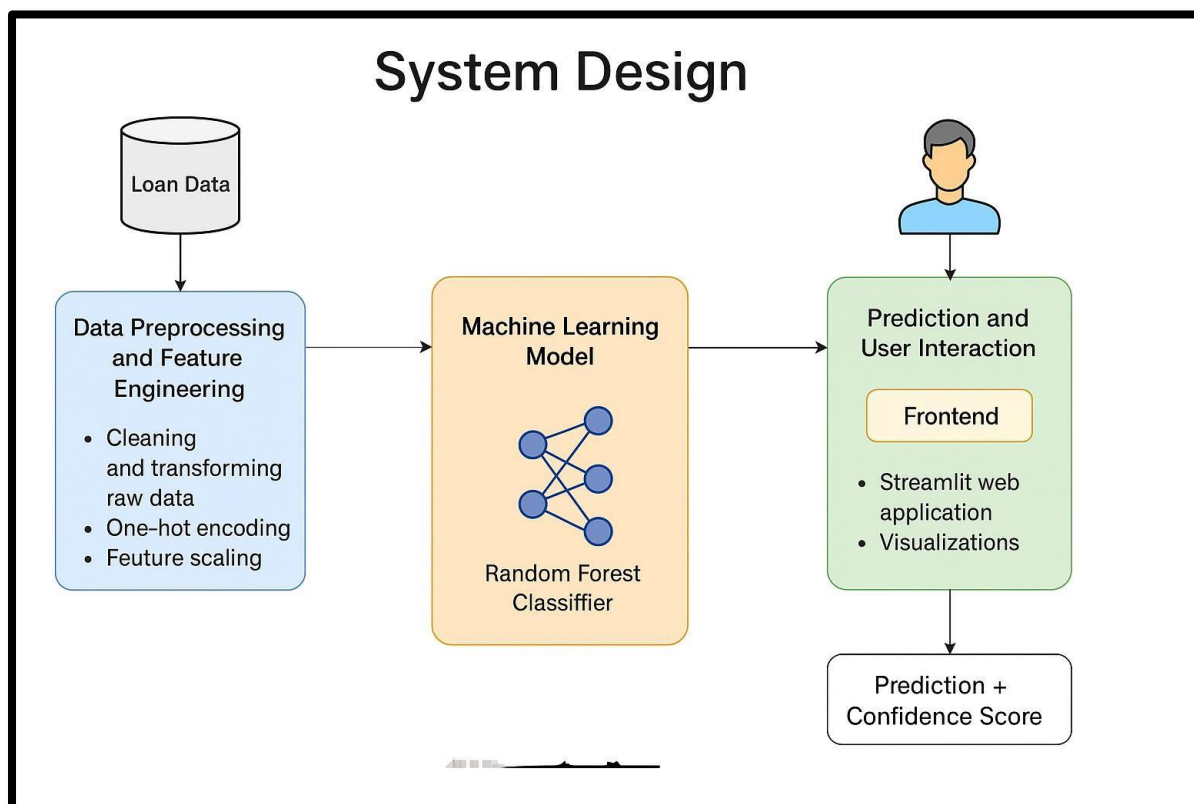 System Design
Loan Data
Data Preprocessing
and Feature
Engineering
• Cleaning
and transforming
raw data
• One-hot encoding
• Feuture scaling
Machine Learning
Model
Random Forest
Classiffier
Prediction and
User Interaction
Frontend
• Streamlit web
application
• Visualizations
Prediction +
Confidence Score